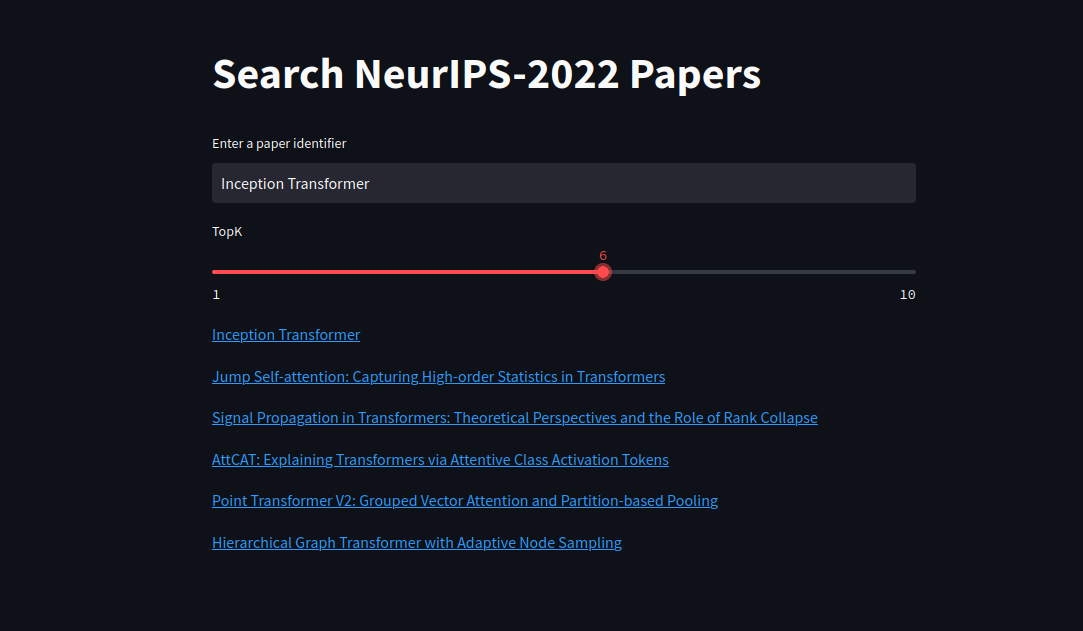 Search NeurIPS-2022 Papers
Enter a paper identifier
Inception Transformer
TopK
6
1
10
Inception Transformer
Jump Self-attention: Capturing High-order Statistics in Transformers
Signal Propagation in Transformers: Theoretical Perspectives and the Role of Rank Collapse
AttCAT: Explaining Transformers via Attentive Class Activation Tokens
Point Transformer V2: Grouped Vector Attention and Partition-based Pooling
Hierarchical Graph Transformer with Adaptive Node Sampling